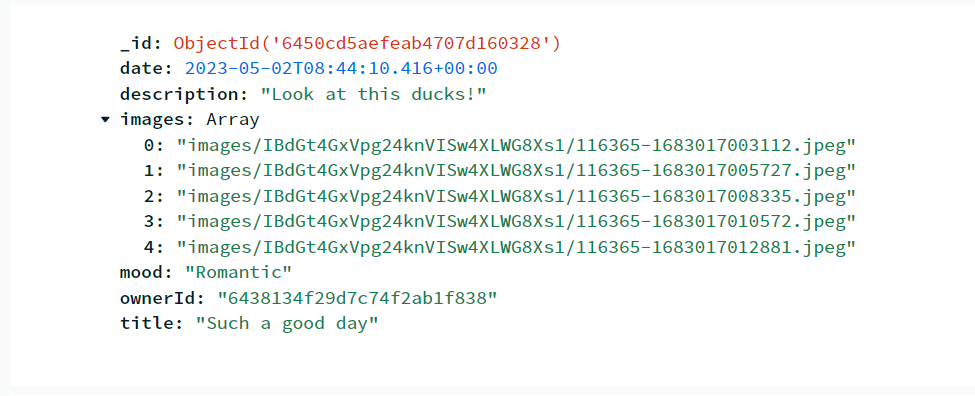 _id: ObjectId('6450cd5aefeab4707d160328')
date: 2023-05-02T08:44:10.416+00:00
description: "Look at this ducks!"
images: Array
0: "images/IBdGt4GxVpg24knVISw4XLWG8Xs1/116365-1683017003112.jpeg"
1: "images/IBdGt4GxVpg24knVISw4XLWG8Xs1/116365-1683017005727.jpeg"
2: "images/IBdGt4GxVpg24knVISw4XLWG8Xs1/116365-1683017008335.jpeg"
3: "images/IBdGt4GxVpg24knVISw4XLWG8Xs1/116365-1683017010572.jpeg"
4: "images/IBdGt4GxVpg24knVISw4XLWG8Xs1/116365-1683017012881.jpeg"
mood: "Romantic"
ownerId: "6438134f29d7c74f2ab1f838"
title: "Such a good day"